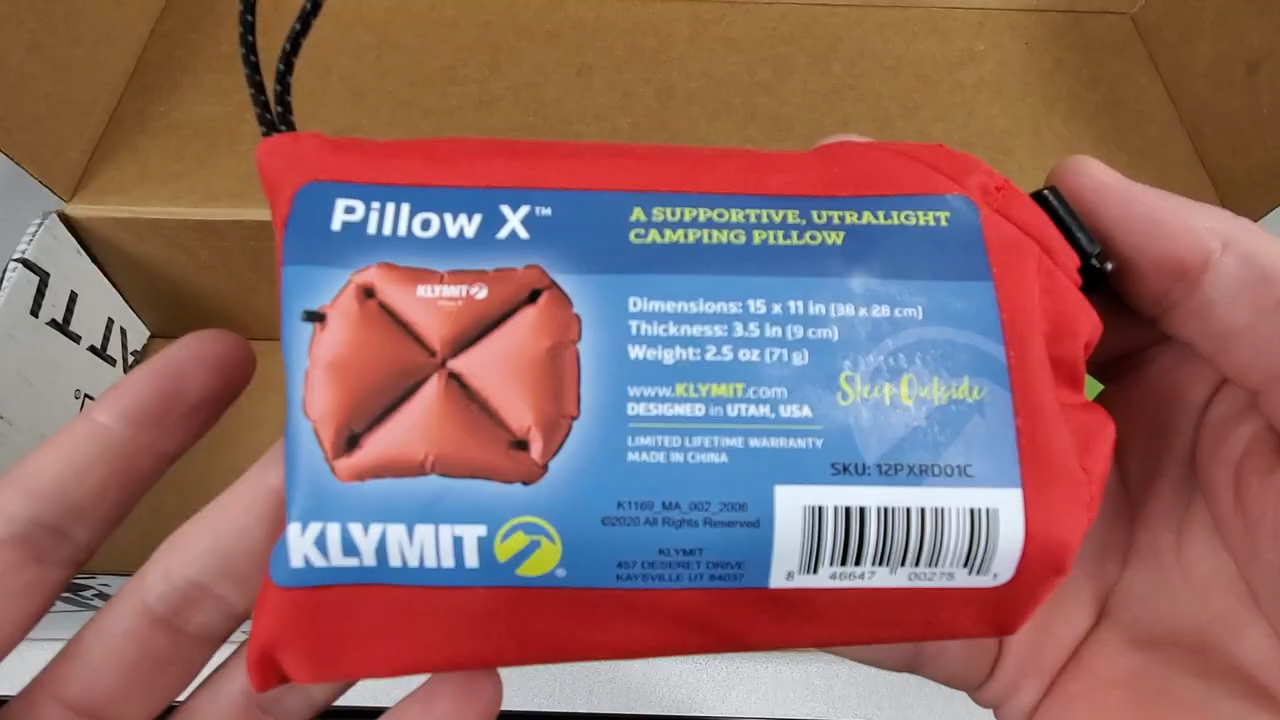 Pillow X™
A SUPPORTIVE, UTRALIGHT
CAMPING PILLOW
KLYMIT
Dimensions: 15 x 11 in (38 x 28 cm)
Thickness: 3.5 in (9 cm)
Weight: 2.5 oz (71 g)
www.KLYMIT.com
DESIGNED in UTAH, USA
Sleep Outside
LIMITED LIFETIME WARRANTY
MADE IN CHINA
SKU: 12PXRD01C
K1169_MA_002_2006
©2020 All Rights Reserved
KLYMIT
457 DESERET DRIVE
KAYSVILLE UT 84037
KLYMIT®
8 46647 00275